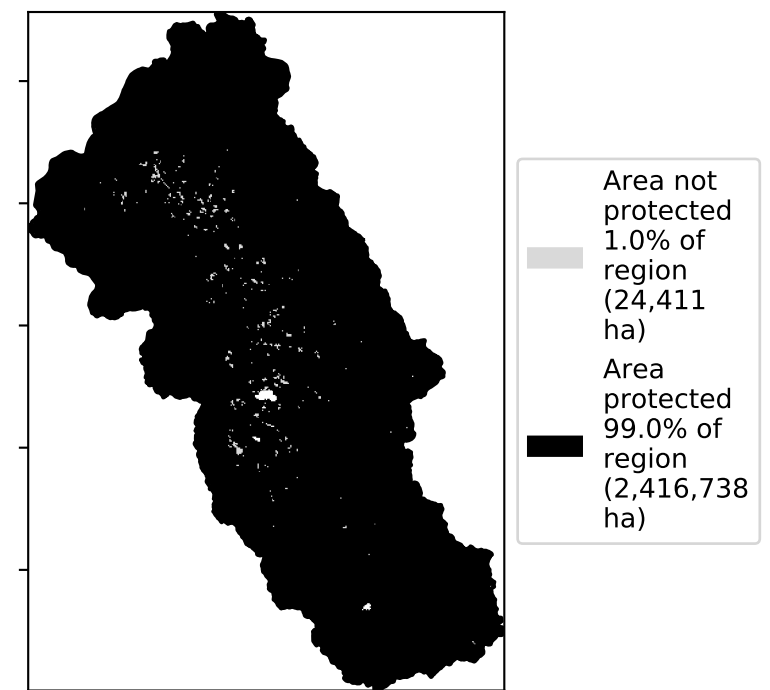 Area not
protected
1.0% of
region
(24,411
ha)
Area
protected
99.0% of
region
(2,416,738
ha)